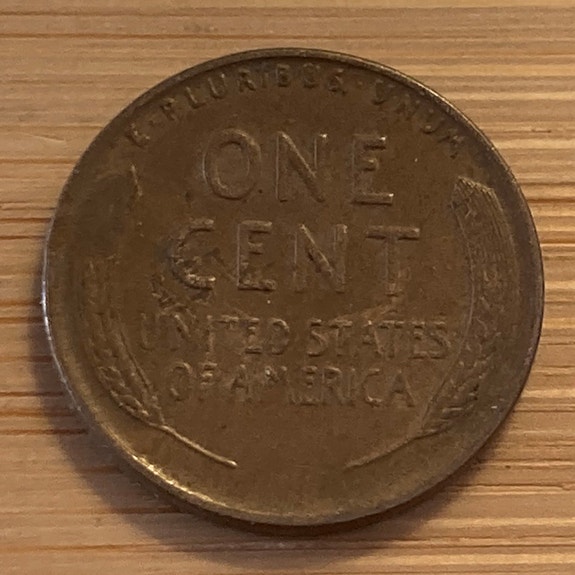 E·PLURIBUS·UNUM
ONE
CENT
UNITED STATES
OF AMERICA